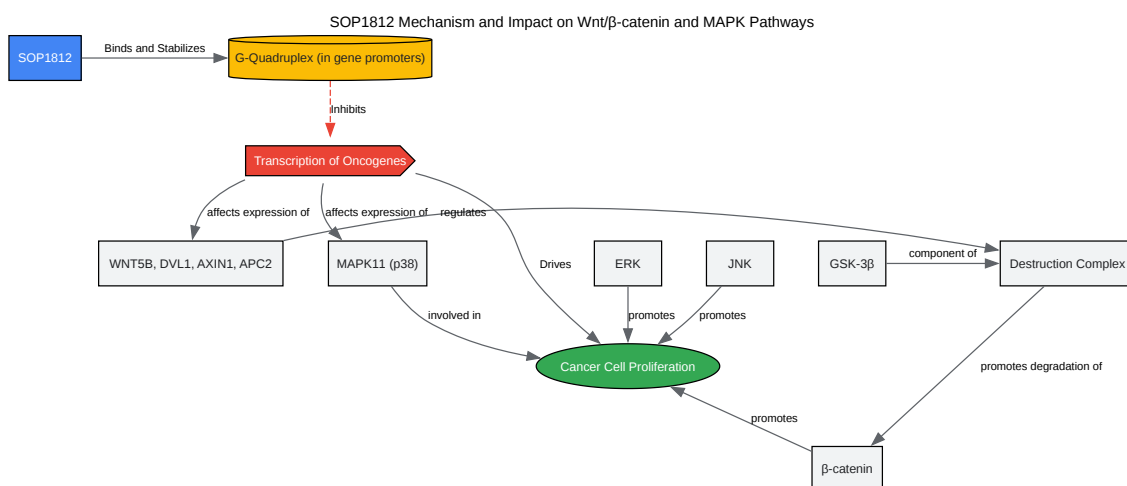 SOP1812 Mechanism and Impact on Wnt/β-catenin and MAPK Pathways
SOP1812
Binds and Stabilizes
G-Quadruplex (in gene promoters)
Inhibits
Transcription of Oncogenes
affects expression of
affects expression of
regulates
WNT5B, DVL1, AXIN1, APC2
MAPK11 (p38)
Drives
ERK
JNK
GSK-3β
component of
Destruction Complex
involved in
promotes
promotes
Cancer Cell Proliferation
promotes degradation of
promotes
β-catenin